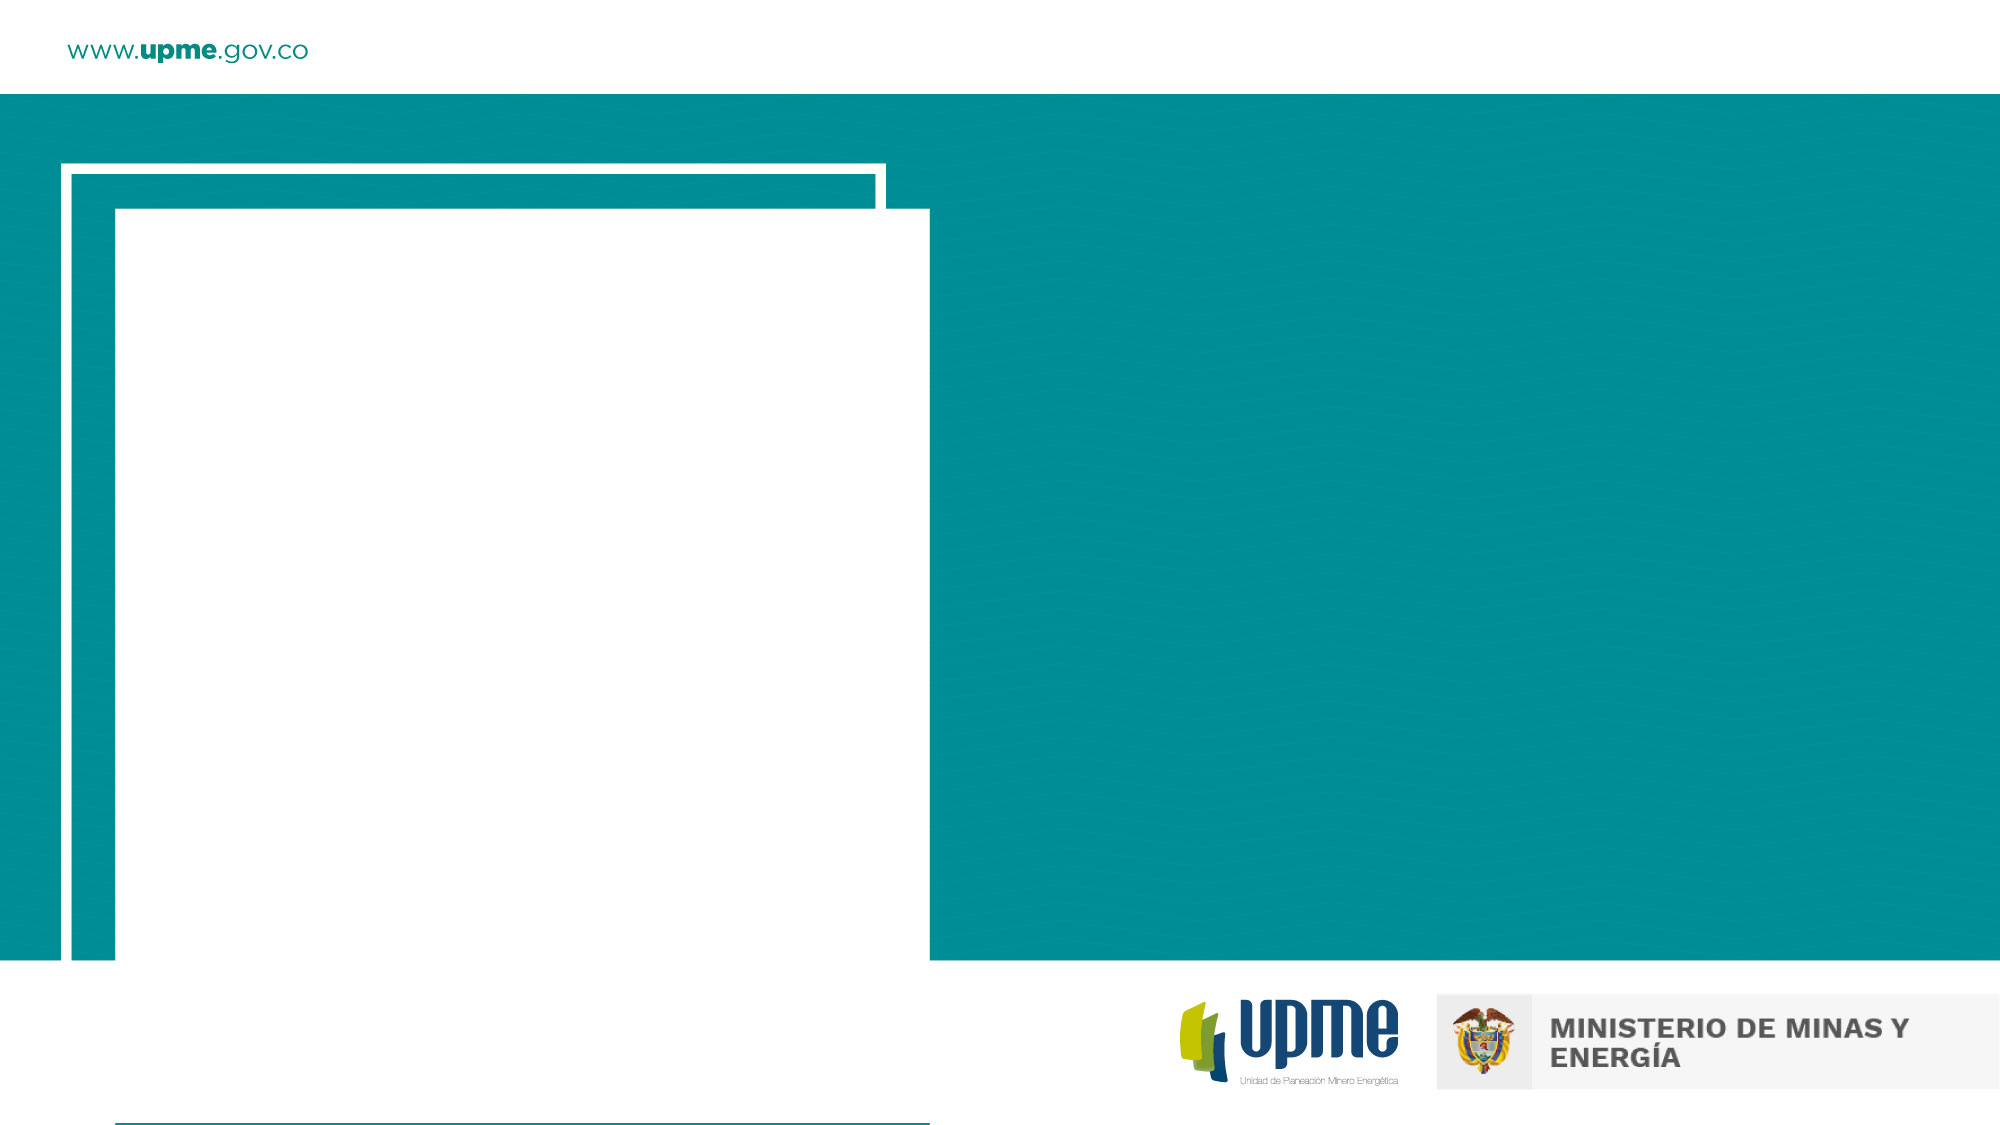 www.upme.gov.co
upme
Unidad de Planeación Minero Energética
MINISTERIO DE MINAS Y
ENERGÍA